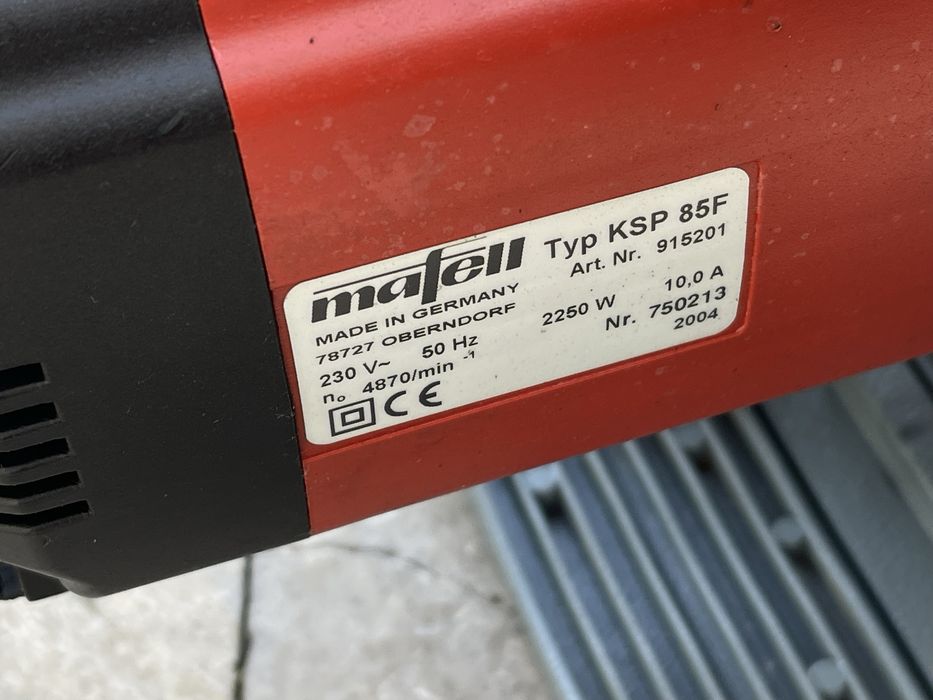 mafell
Typ KSP 85F
MADE IN GERMANY
Art. Nr. 915201
78727 OBERNDORF
230 V~ 50 Hz
2250 W 10,0 A
n₀ 4870/min ⁻¹
Nr. 750213
2004
CE